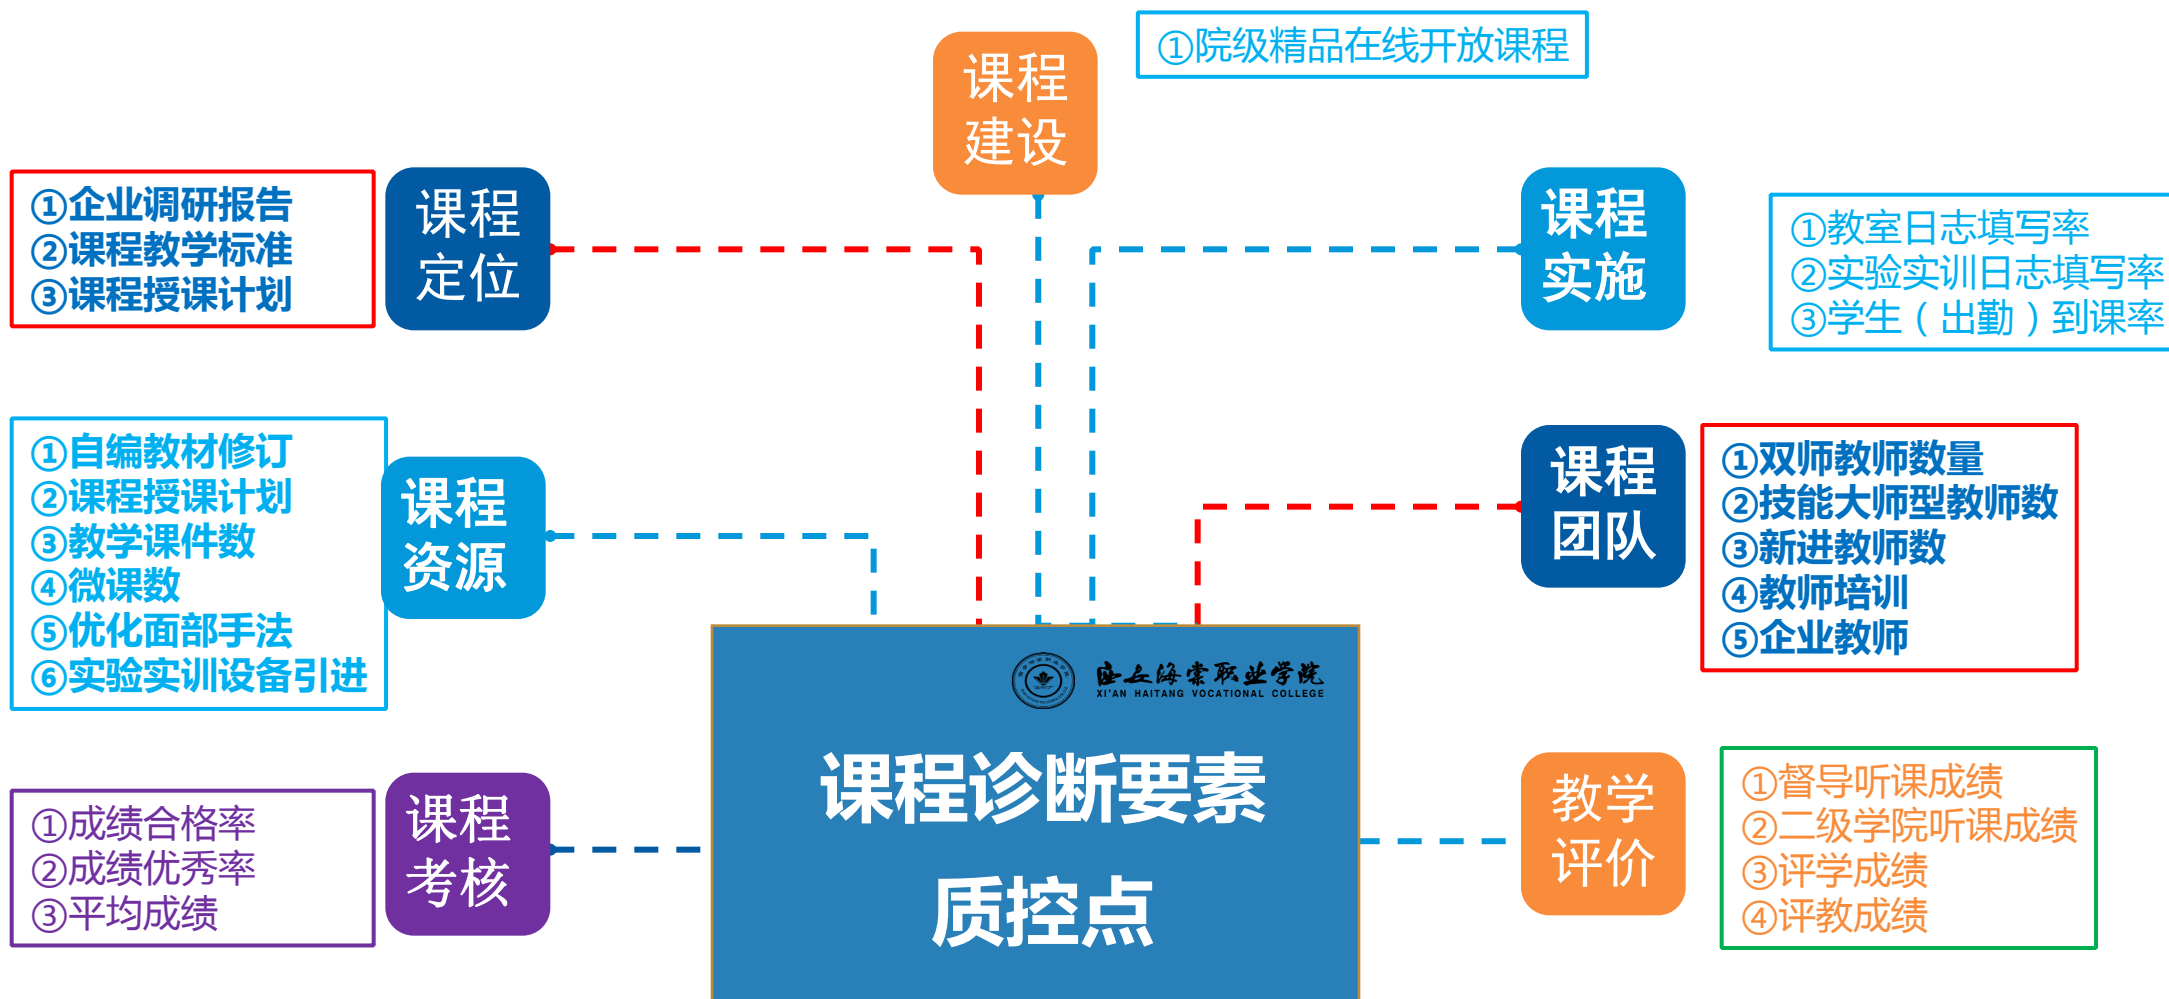 ①院级精品在线开放课程
课程
建设
①企业调研报告
②课程教学标准
③课程授课计划
课程
定位
课程
实施
①教室日志填写率
②实验实训日志填写率
③学生（出勤）到课率
①自编教材修订
②课程授课计划
③教学课件数
④微课数
⑤优化面部手法
⑥实验实训设备引进
课程
资源
课程
团队
①双师教师数量
②技能大师型教师数
③新进教师数
④教师培训
⑤企业教师
西安海棠职业学院
XI'AN HAITANG VOCATIONAL COLLEGE
课程诊断要素
质控点
①成绩合格率
②成绩优秀率
③平均成绩
课程
考核
教学
评价
①督导听课成绩
②二级学院听课成绩
③评学成绩
④评教成绩